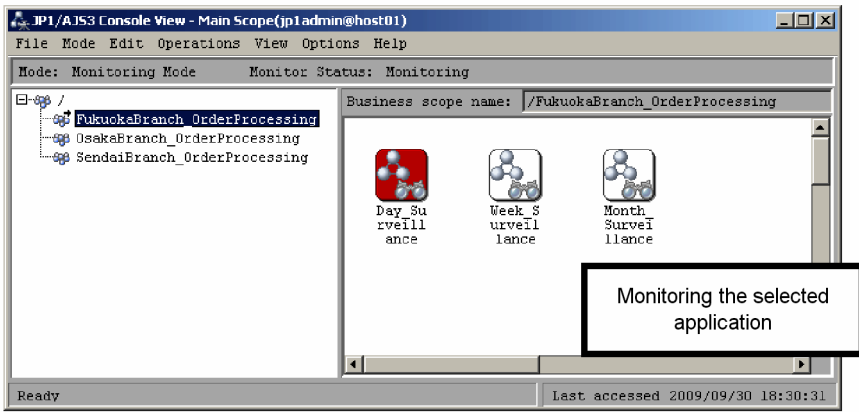 JP1/AJS3 Console View - Main Scope(jp1admin@host01)
File Mode Edit Operations View Options Help
Mode: Monitoring Mode Monitor Status: Monitoring
/
FukuokaBranch_OrderProcessing
OsakaBranch_OrderProcessing
SendaiBranch_OrderProcessing
Business scope name: /FukuokaBranch_OrderProcessing
Day_Su
rveill
ance
Week_S
urveil
lance
Month_
Survei
llance
Monitoring the selected
application
Ready
Last accessed 2009/09/30 18:30:31